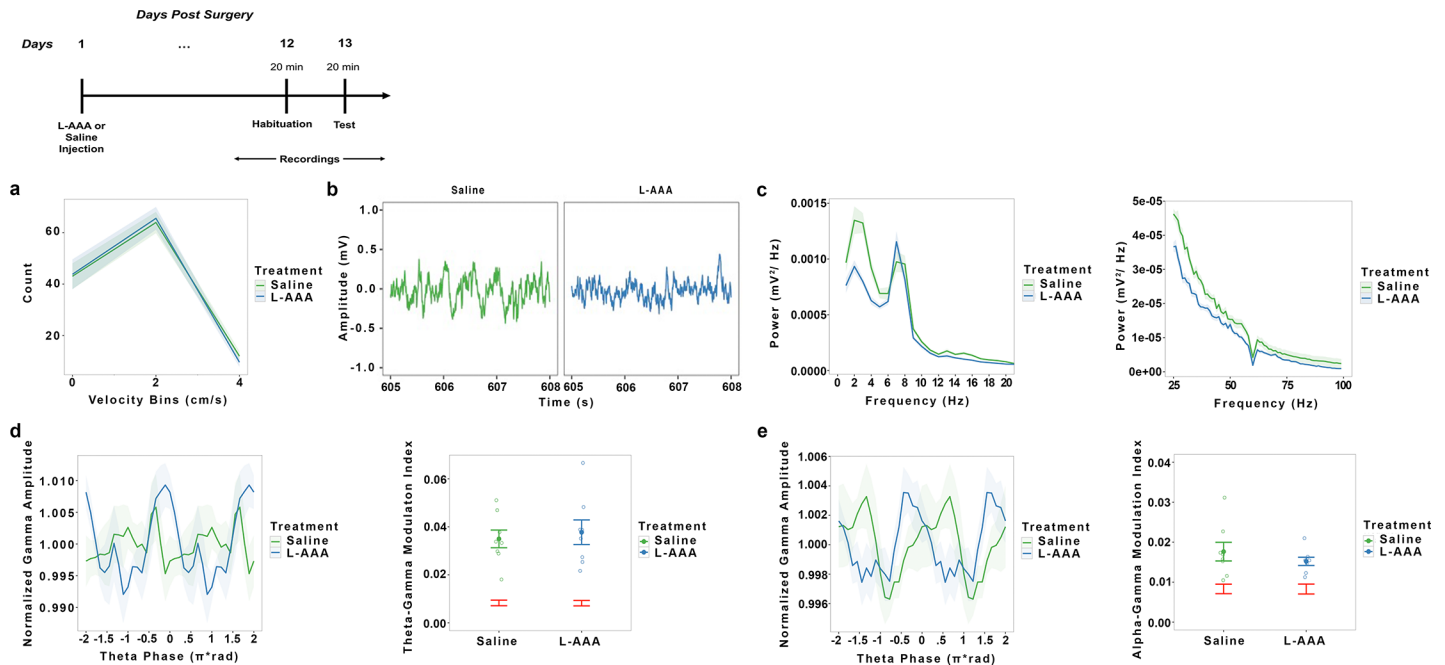 Days Post Surgery
Days 1 ... 12 13
20 min 20 min
L-AAA or
Saline
Injection
Habituation Test
Recordings
a
60
40
20
0 2 4
Count
Velocity Bins (cm/s)
Treatment
Saline
L-AAA
b
Saline L-AAA
1.0
0.5
0.0
-0.5
-1.0
605 606 607 608 605 606 607 608
Amplitude (mV)
Time (s)
c
0.0015
0.0010
0.0005
0.0000
0 2 4 6 8 10 12 14 16 18 20
Power (mV²/ Hz)
Frequency (Hz)
Treatment
Saline
L-AAA
5e-05
4e-05
3e-05
2e-05
1e-05
0e+00
25 50 75 100
Power (mV²/ Hz)
Frequency (Hz)
Treatment
Saline
L-AAA
d
1.010
1.005
1.000
0.995
0.990
-2 -1.5 -1 -0.5 0 .5 1 1.5 2
Normalized Gamma Amplitude
Theta Phase (π*rad)
Treatment
Saline
L-AAA
0.06
0.04
0.02
0.00
Saline L-AAA
Theta-Gamma Modulation Index
Treatment
Saline
L-AAA
e
1.006
1.004
1.002
1.000
0.998
0.996
-2 -1.5 -1 -0.5 0 .5 1 1.5 2
Normalized Gamma Amplitude
Theta Phase (π*rad)
Treatment
Saline
L-AAA
0.04
0.03
0.02
0.01
0.00
Saline L-AAA
Alpha-Gamma Modulation Index
Treatment
Saline
L-AAA